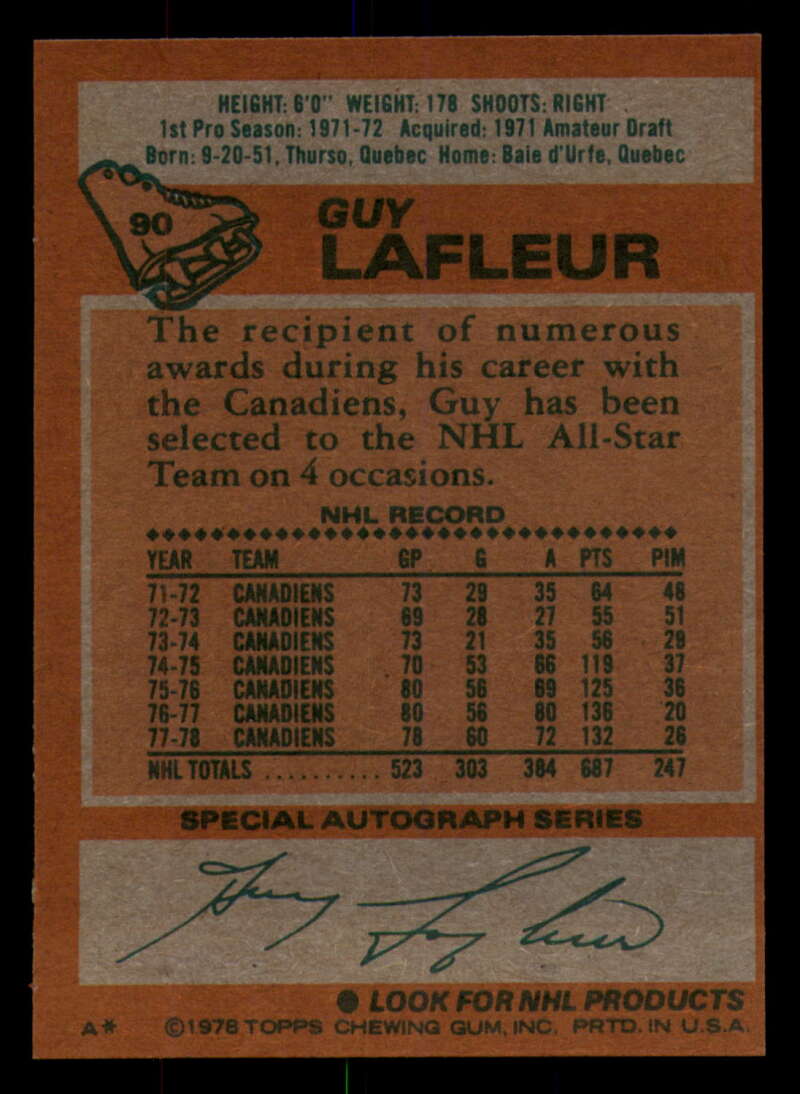 HEIGHT: 6'0" WEIGHT: 178 SHOOTS: RIGHT
1st Pro Season: 1971-72 Acquired: 1971 Amateur Draft
Born: 9-20-51, Thurso, Quebec Home: Baie d'Urfe, Quebec
90
GUY
LAFLEUR
The recipient of numerous
awards during his career with
the Canadiens, Guy has been
selected to the NHL All-Star
Team on 4 occasions.
NHL RECORD
YEAR TEAM GP G A PTS PIM
71-72 CANADIENS 73 29 35 64 48
72-73 CANADIENS 69 28 27 55 51
73-74 CANADIENS 73 21 35 56 29
74-75 CANADIENS 70 53 66 119 37
75-76 CANADIENS 80 56 69 125 36
76-77 CANADIENS 80 56 80 136 20
77-78 CANADIENS 78 60 72 132 26
NHL TOTALS .......... 523 303 384 687 247
SPECIAL AUTOGRAPH SERIES
Guy Lafleur
● LOOK FOR NHL PRODUCTS
A* ©1978 TOPPS CHEWING GUM, INC. PRTD. IN U.S.A.